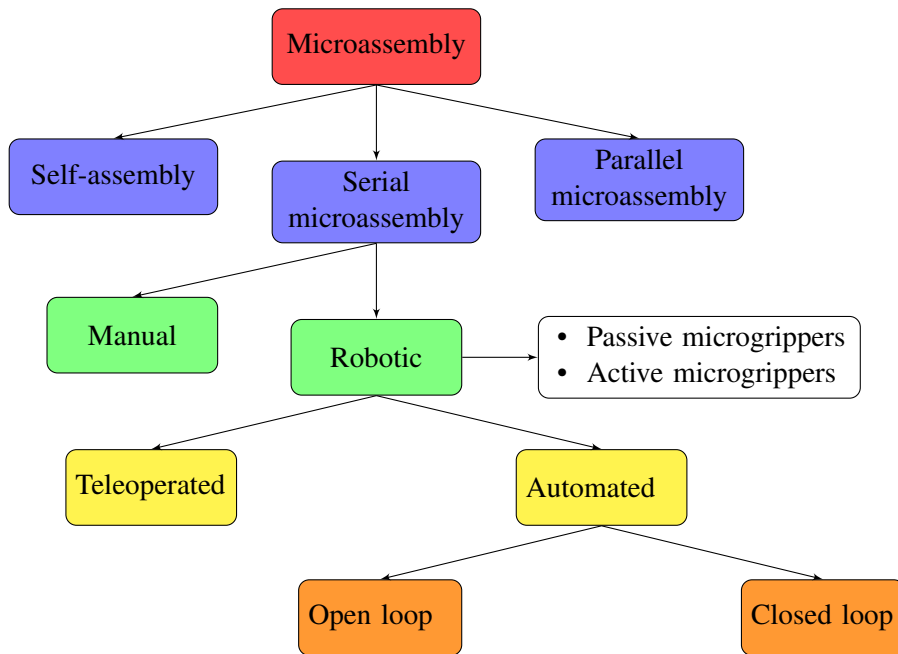 Microassembly
Self-assembly
Serial
microassembly
Parallel
microassembly
Manual
Robotic
• Passive microgrippers
• Active microgrippers
Teleoperated
Automated
Open loop
Closed loop